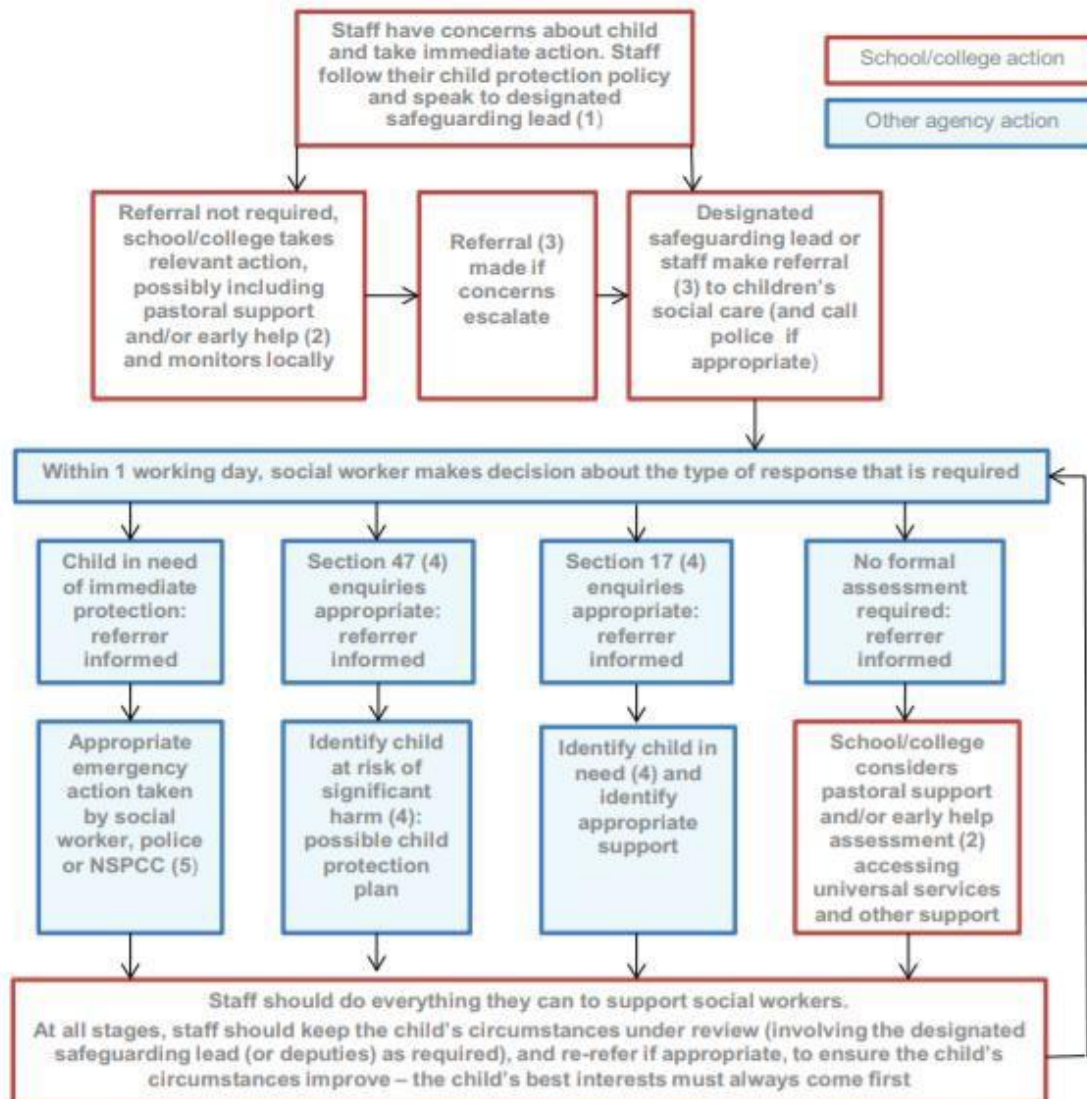 Staff have concerns about child
and take immediate action. Staff
follow their child protection policy
and speak to designated
safeguarding lead (1)
School/college action
Other agency action
Referral not required,
school/college takes
relevant action,
possibly including
pastoral support
and/or early help (2)
and monitors locally
Referral (3)
made if
concerns
escalate
Designated
safeguarding lead or
staff make referral
(3) to children's
social care (and call
police if
appropriate)
Within 1 working day, social worker makes decision about the type of response that is required
Child in need
of immediate
protection:
referrer
informed
Section 47 (4)
enquiries
appropriate:
referrer
informed
Section 17 (4)
enquiries
appropriate:
referrer
informed
No formal
assessment
required:
referrer
informed
Appropriate
emergency
action taken
by social
worker, police
or NSPCC (5)
Identify child
at risk of
significant
harm (4):
possible child
protection
plan
Identify child in
need (4) and
identify
appropriate
support
School/college
considers
pastoral support
and/or early help
assessment (2)
accessing
universal services
and other support
Staff should do everything they can to support social workers.
At all stages, staff should keep the child's circumstances under review (involving the designated
safeguarding lead (or deputies) as required), and re-refer if appropriate, to ensure the child's
circumstances improve – the child's best interests must always come first